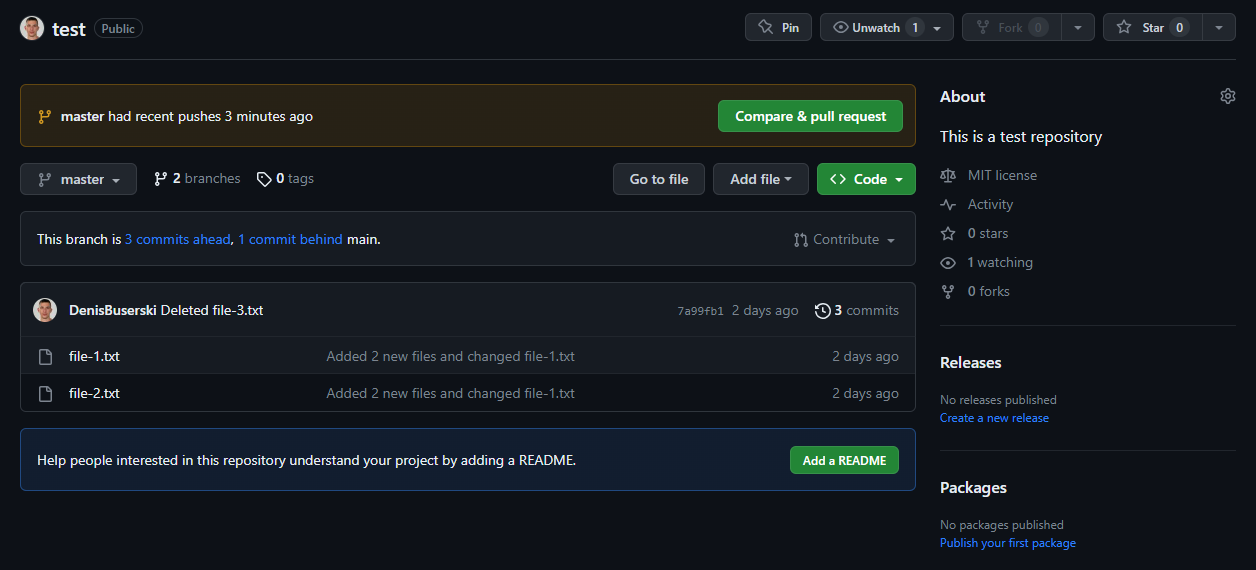 test Public Pin Unwatch 1 Fork 0 Star 0
master had recent pushes 3 minutes ago Compare & pull request
master 2 branches 0 tags Go to file Add file <> Code
This branch is 3 commits ahead, 1 commit behind main. Contribute
DenisBuserski Deleted file-3.txt 7a99fb1 2 days ago 3 commits
file-1.txt Added 2 new files and changed file-1.txt 2 days ago
file-2.txt Added 2 new files and changed file-1.txt 2 days ago
Help people interested in this repository understand your project by adding a README. Add a README
About
This is a test repository
MIT license
Activity
0 stars
1 watching
0 forks
Releases
No releases published
Create a new release
Packages
No packages published
Publish your first package